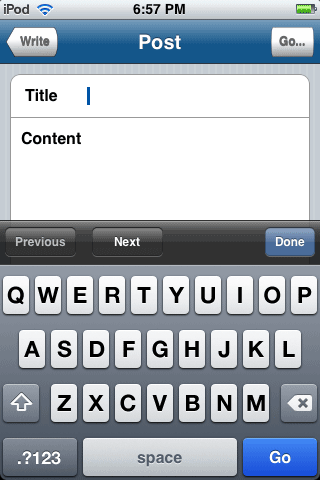 iPod 6:57 PM
Write Post Go...
Title
Content
Previous Next Done
Q W E R T Y U I O P
A S D F G H J K L
Z X C V B N M
.?123 space Go